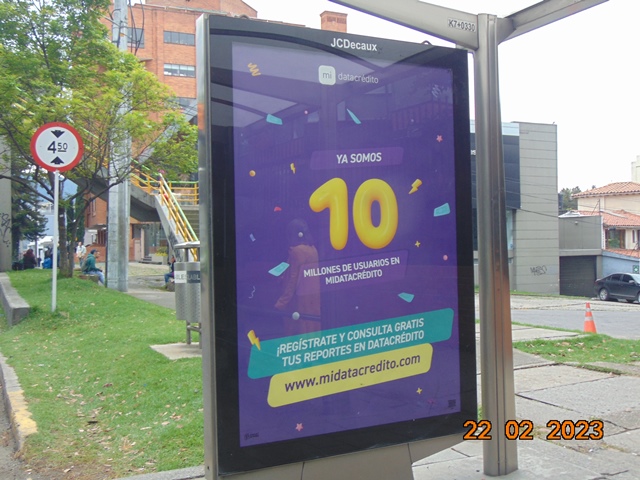 K7+0330
JCDecaux
mi datacrédito
4.50
YA SOMOS
10
MILLONES DE USUARIOS EN
MIDATACRÉDITO
¡REGÍSTRATE Y CONSULTA GRATIS
TUS REPORTES EN DATACRÉDITO
www.midatacredito.com
22 02 2023